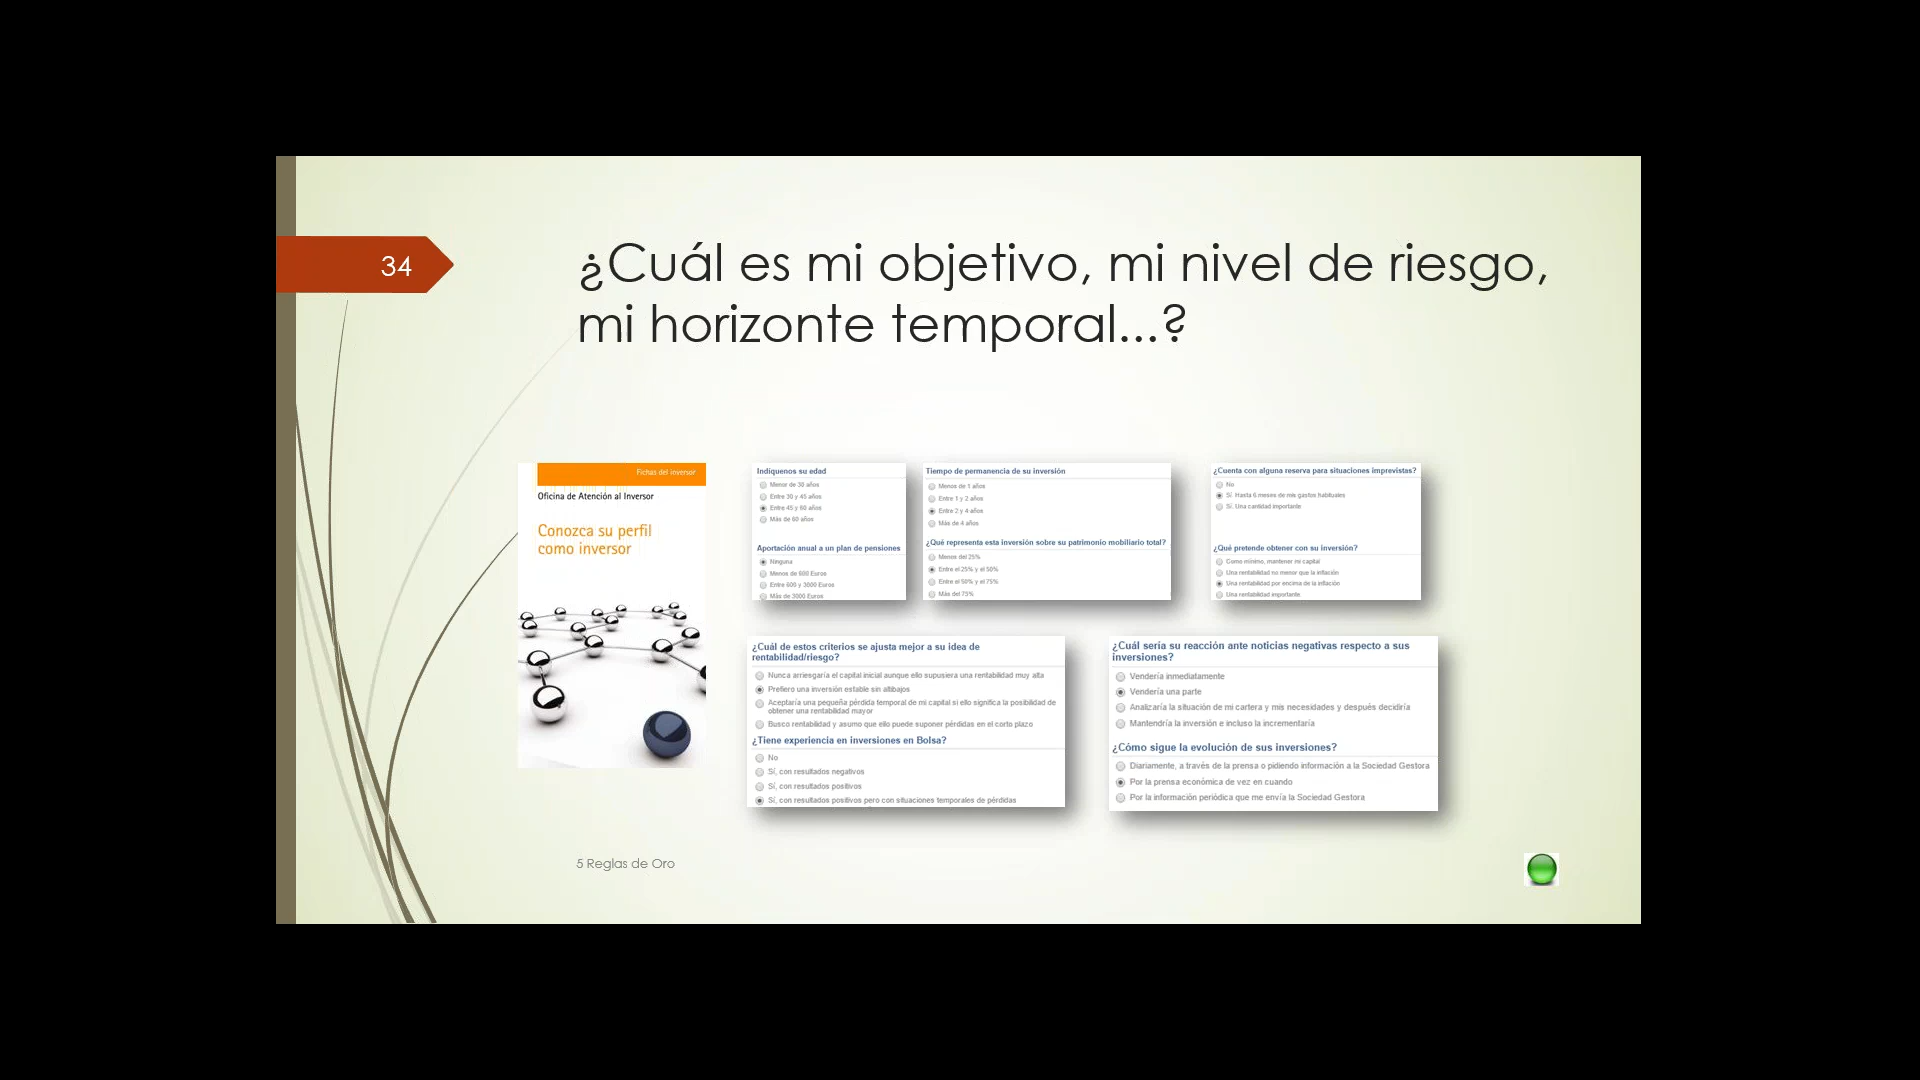 34
¿Cuál es mi objetivo, mi nivel de riesgo,
mi horizonte temporal...?
Fichas del inversor
Oficina de Atención al Inversor
Conozca su perfil
como inversor
Indíquenos su edad
Menor de 30 años
Entre 30 y 45 años
Entre 45 y 60 años
Más de 60 años
Aportación anual a un plan de pensiones
Ninguna
Menos de 600 Euros
Entre 600 y 3000 Euros
Más de 3000 Euros
Tiempo de permanencia de su inversión
Menos de 1 años
Entre 1 y 2 años
Entre 2 y 4 años
Más de 4 años
¿Qué representa esta inversión sobre su patrimonio mobiliario total?
Menos del 25%
Entre el 25% y el 50%
Entre el 50% y el 75%
Más del 75%
¿Cuenta con alguna reserva para situaciones imprevistas?
No
Sí. Hasta 6 meses de mis gastos habituales
Sí. Una cantidad importante
¿Qué pretende obtener con su inversión?
Como mínimo, mantener mi capital
Una rentabilidad no menor que la inflación
Una rentabilidad por encima de la inflación
Una rentabilidad importante
¿Cuál de estos criterios se ajusta mejor a su idea de
rentabilidad/riesgo?
Nunca arriesgaría el capital inicial aunque ello supusiera una rentabilidad muy alta
Prefiero una inversión estable sin altibajos
Aceptaría una pequeña pérdida temporal de mi capital si ello significa la posibilidad de
obtener una rentabilidad mayor
Busco rentabilidad y asumo que ello puede suponer pérdidas en el corto plazo
¿Tiene experiencia en inversiones en Bolsa?
No
Sí, con resultados negativos
Sí, con resultados positivos
Sí, con resultados positivos pero con situaciones temporales de pérdidas
¿Cuál sería su reacción ante noticias negativas respecto a sus
inversiones?
Vendería inmediatamente
Vendería una parte
Analizaría la situación de mi cartera y mis necesidades y después decidiría
Mantendría la inversión e incluso la incrementaría
¿Cómo sigue la evolución de sus inversiones?
Diariamente, a través de la prensa o pidiendo información a la Sociedad Gestora
Por la prensa económica de vez en cuando
Por la información periódica que me envía la Sociedad Gestora
5 Reglas de Oro